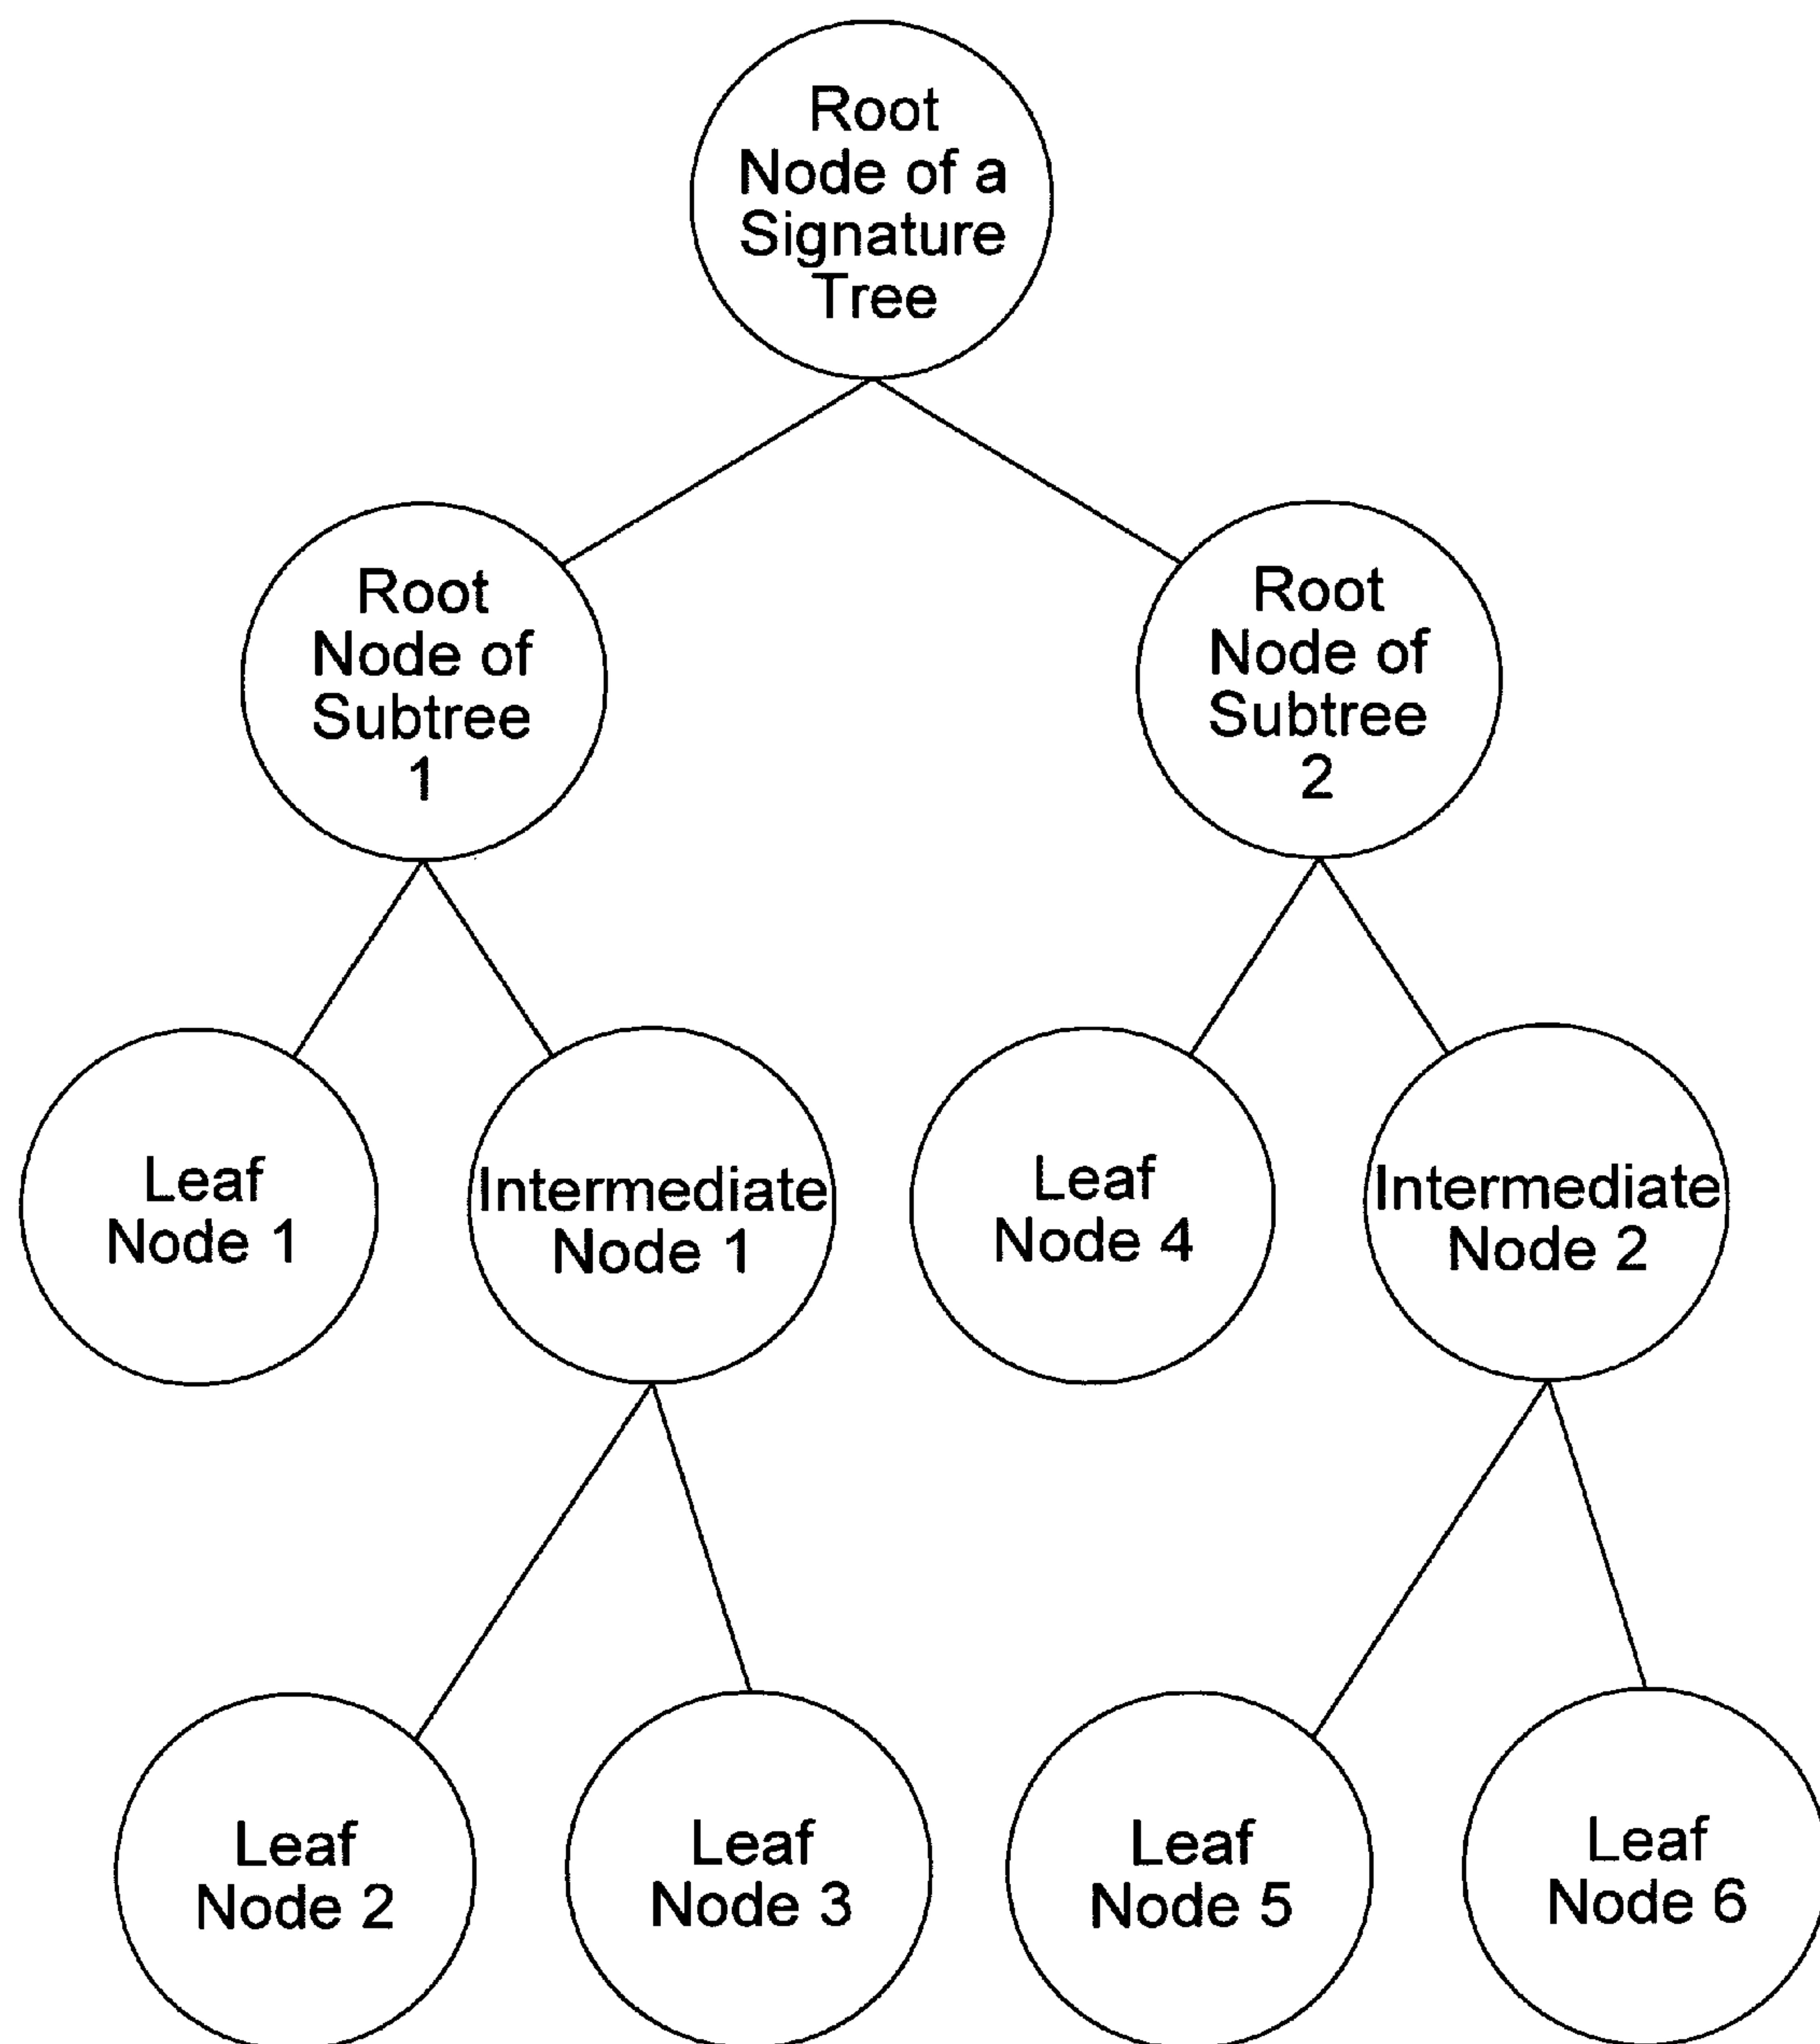 Root
Node of a
Signature
Tree
Root
Node of
Subtree
1
Root
Node of
Subtree
2
Leaf
Node 1
Intermediate
Node 1
Leaf
Node 4
Intermediate
Node 2
Leaf
Node 2
Leaf
Node 3
Leaf
Node 5
Leaf
Node 6